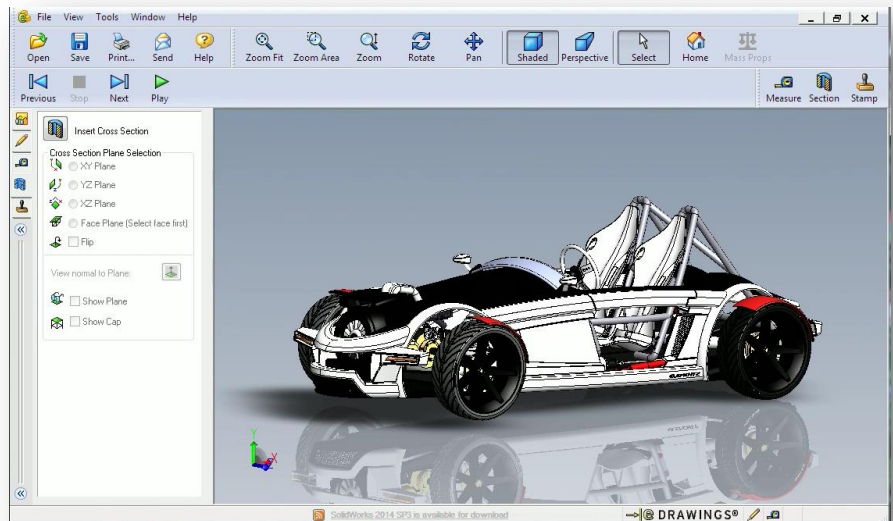 File View Tools Window Help
Open Save Print... Send Help Zoom Fit Zoom Area Zoom Rotate Pan Shaded Perspective Select Home Mass Props
Previous Stop Next Play Measure Section Stamp
Insert Cross Section
Cross Section Plane Selection
XY Plane
YZ Plane
XZ Plane
Face Plane (Select face first)
Flip
View normal to Plane:
Show Plane
Show Cap
Y
X
SolidWorks 2014 SP3 is available for download
@ DRAWINGS®